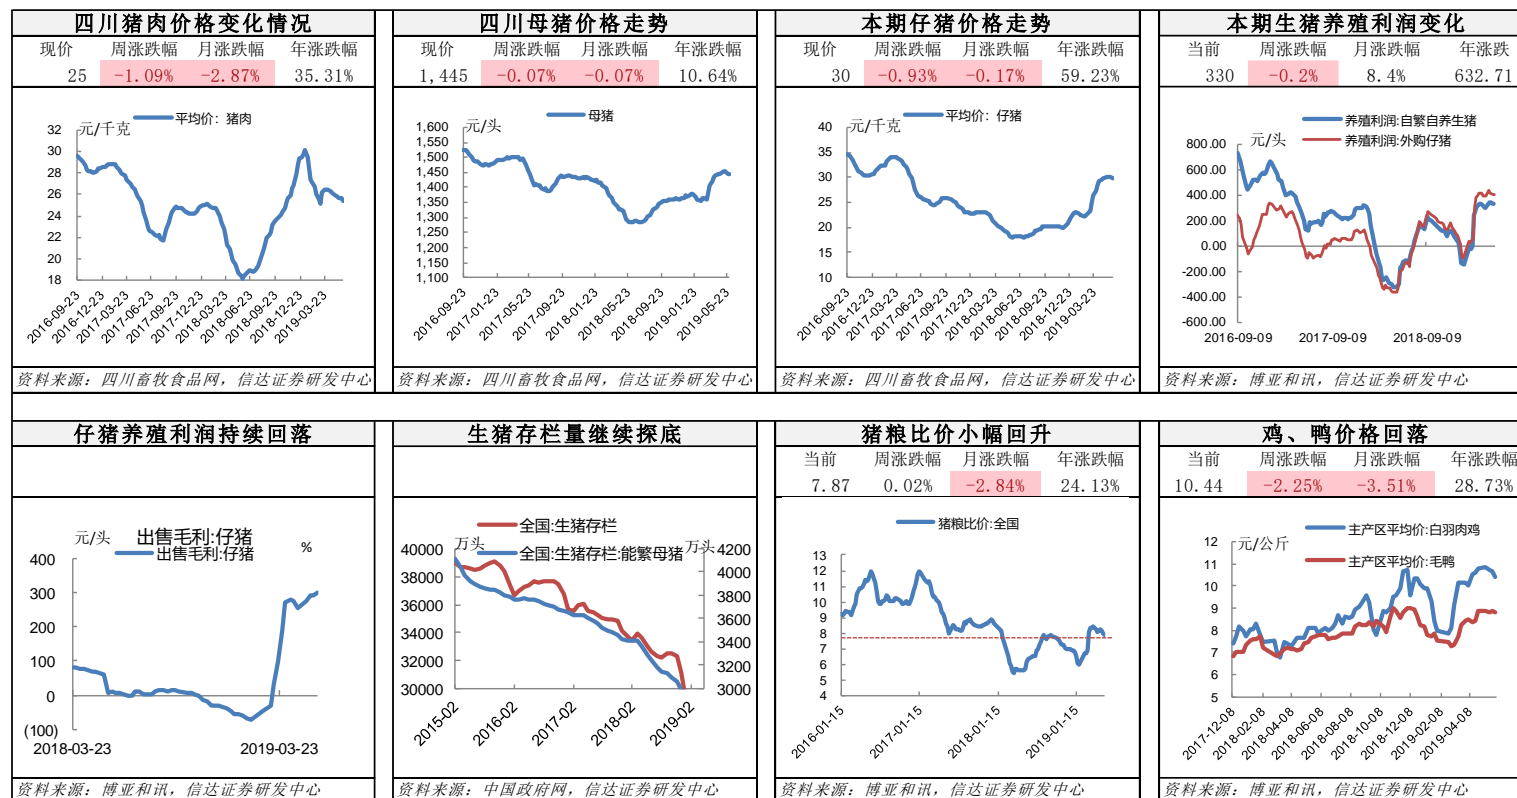 四川猪肉价格变化情况
现价 周涨跌幅 月涨跌幅 年涨跌幅
25 -1.09% -2.87% 35.31%
元/千克
平均价：猪肉
32
30
28
26
24
22
20
18
2016-09-23
2016-12-23
2017-03-23
2017-06-23
2017-09-23
2017-12-23
2018-03-23
2018-06-23
2018-09-23
2018-12-23
2019-03-23
资料来源：四川畜牧食品网，信达证券研发中心
四川母猪价格走势
现价 周涨跌幅 月涨跌幅 年涨跌幅
1,445 -0.07% -0.07% 10.64%
元/头
母猪
1,600
1,500
1,400
1,450
1,350
1,300
1,250
1,200
1,150
1,100
2016-09-23
2017-01-23
2017-05-23
2017-09-23
2018-01-23
2018-05-23
2018-09-23
2019-01-23
2019-05-23
资料来源：四川畜牧食品网，信达证券研发中心
本期仔猪价格走势
现价 周涨跌幅 月涨跌幅 年涨跌幅
30 -0.93% -0.17% 59.23%
元/千克
平均价：仔猪
40
35
30
25
20
15
10
2016-09-23
2016-12-23
2017-03-23
2017-06-23
2017-09-23
2017-12-23
2018-03-23
2018-06-23
2018-09-23
2018-12-23
2019-03-23
资料来源：四川畜牧食品网，信达证券研发中心
本期生猪养殖利润变化
当前 周涨跌幅 月涨跌幅 年涨跌
330 -0.2% 8.4% 632.71
元/头
养殖利润:自繁自养生猪
养殖利润:外购仔猪
800.00
600.00
400.00
200.00
0.00
-200.00
-400.00
-600.00
2016-09-09
2017-09-09
2018-09-09
资料来源：博亚和讯，信达证券研发中心
仔猪养殖利润持续回落
元/头
出售毛利:仔猪
出售毛利:仔猪
%
400
300
200
100
0
(100)
2018-03-23
2019-03-23
资料来源：博亚和讯，信达证券研发中心
生猪存栏量继续探底
全国:生猪存栏
全国:生猪存栏:能繁母猪
万头
万头
40000
38000
36000
34000
32000
30000
4200
4000
3800
3600
3400
3200
3000
2015-02
2016-02
2017-02
2018-02
2019-02
资料来源：中国政府网，信达证券研发中心
猪粮比价小幅回升
当前 周涨跌幅 月涨跌幅 年涨跌幅
7.87 0.02% -2.84% 24.13%
猪粮比价:全国
13
12
11
10
9
8
7
6
5
4
2016-01-15
2017-01-15
2018-01-15
2019-01-15
资料来源：博亚和讯，信达证券研发中心
鸡、鸭价格回落
当前 周涨跌幅 月涨跌幅 年涨跌幅
10.44 -2.25% -3.51% 28.73%
元/公斤
主产区平均价:白羽肉鸡
主产区平均价:毛鸭
12
11
10
9
8
7
6
5
2017-12-08
2018-02-08
2018-04-08
2018-06-08
2018-08-08
2018-10-08
2018-12-08
2019-02-08
2019-04-08
资料来源：博亚和讯，信达证券研发中心